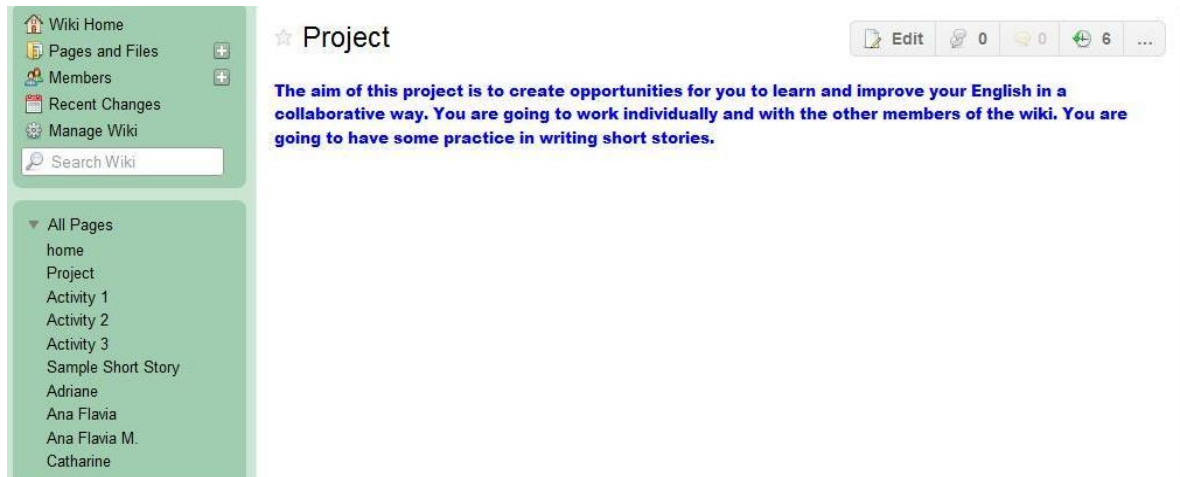 Wiki Home
Pages and Files
Members
Recent Changes
Manage Wiki
Search Wiki
All Pages
home
Project
Activity 1
Activity 2
Activity 3
Sample Short Story
Adriane
Ana Flavia
Ana Flavia M.
Catharine
Project
Edit
0
0
6
...
The aim of this project is to create opportunities for you to learn and improve your English in a
collaborative way. You are going to work individually and with the other members of the wiki. You are
going to have some practice in writing short stories.